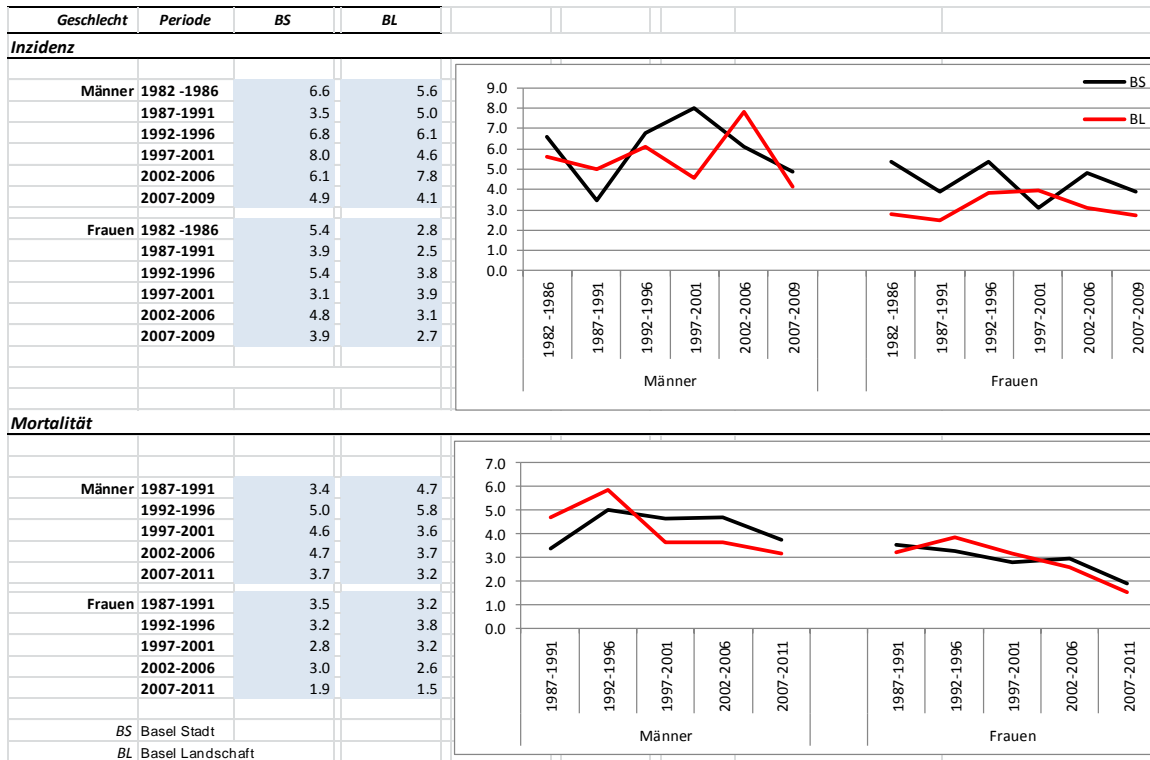 Geschlecht Periode BS BL
Inzidenz
Männer 1982 -1986 6.6 5.6
1987-1991 3.5 5.0
1992-1996 6.8 6.1
1997-2001 8.0 4.6
2002-2006 6.1 7.8
2007-2009 4.9 4.1
Frauen 1982 -1986 5.4 2.8
1987-1991 3.9 2.5
1992-1996 5.4 3.8
1997-2001 3.1 3.9
2002-2006 4.8 3.1
2007-2009 3.9 2.7
BS
BL
9.0
8.0
7.0
6.0
5.0
4.0
3.0
2.0
1.0
0.0
1982 -1986 1987-1991 1992-1996 1997-2001 2002-2006 2007-2009 1982 -1986 1987-1991 1992-1996 1997-2001 2002-2006 2007-2009
Männer Frauen
Mortalität
Männer 1987-1991 3.4 4.7
1992-1996 5.0 5.8
1997-2001 4.6 3.6
2002-2006 4.7 3.7
2007-2011 3.7 3.2
Frauen 1987-1991 3.5 3.2
1992-1996 3.2 3.8
1997-2001 2.8 3.2
2002-2006 3.0 2.6
2007-2011 1.9 1.5
7.0
6.0
5.0
4.0
3.0
2.0
1.0
0.0
1987-1991 1992-1996 1997-2001 2002-2006 2007-2011 1987-1991 1992-1996 1997-2001 2002-2006 2007-2011
Männer Frauen
BS Basel Stadt
BL Basel Landschaft